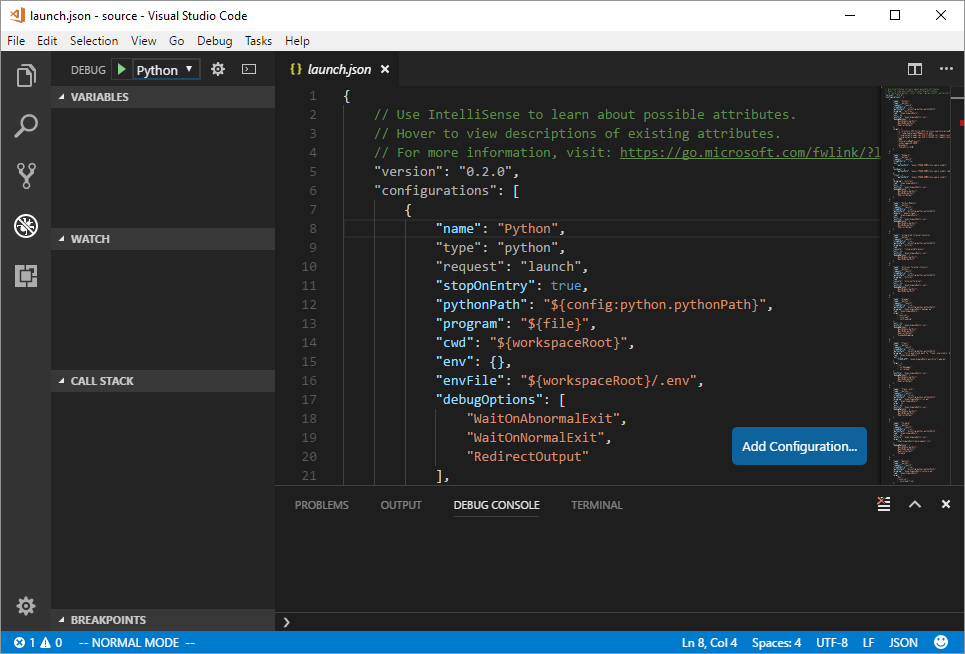 launch.json - source - Visual Studio Code
File Edit Selection View Go Debug Tasks Help
DEBUG Python
VARIABLES
WATCH
CALL STACK
BREAKPOINTS
{} launch.json
1 {
2 // Use IntelliSense to learn about possible attributes.
3 // Hover to view descriptions of existing attributes.
4 // For more information, visit: https://go.microsoft.com/fwlink/?l
5 "version": "0.2.0",
6 "configurations": [
7 {
8 "name": "Python",
9 "type": "python",
10 "request": "launch",
11 "stopOnEntry": true,
12 "pythonPath": "${config:python.pythonPath}",
13 "program": "${file}",
14 "cwd": "${workspaceRoot}",
15 "env": {},
16 "envFile": "${workspaceRoot}/.env",
17 "debugOptions": [
18 "WaitOnAbnormalExit",
19 "WaitOnNormalExit",
20 "RedirectOutput"
21 ],
Add Configuration...
PROBLEMS OUTPUT DEBUG CONSOLE TERMINAL
1 0 -- NORMAL MODE -- Ln 8, Col 4 Spaces: 4 UTF-8 LF JSON